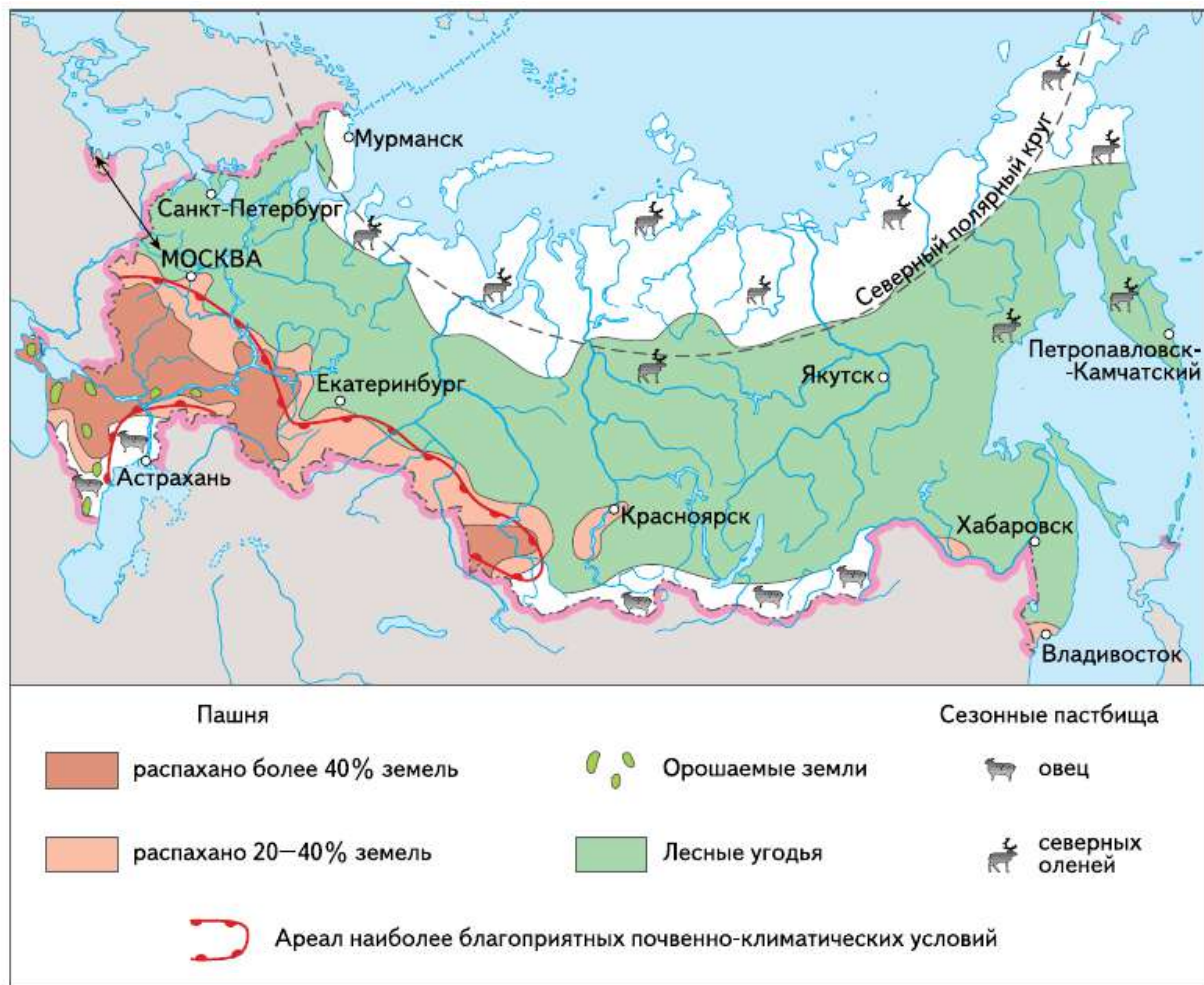 Мурманск
Санкт-Петербург
МОСКВА
Северный полярный круг
Екатеринбург
Якутск
Петропавловск-
-Камчатский
Астрахань
Красноярск
Хабаровск
Владивосток
Пашня
распахано более 40% земель
распахано 20—40% земель
Орошаемые земли
Лесные угодья
Сезонные пастбища
овец
северных
оленей
Ареал наиболее благоприятных почвенно-климатических условий